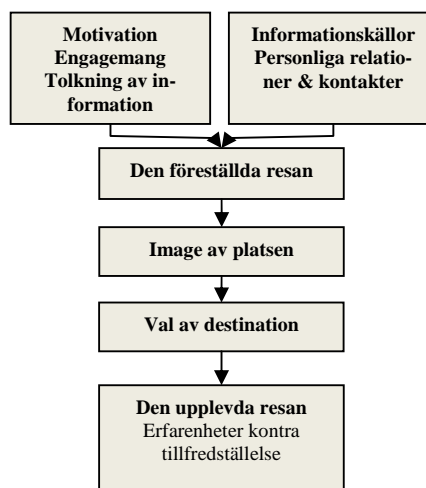 Motivation
Engagemang
Tolkning av in-
formation
Informationskällor
Personliga relatio-
ner & kontakter
Den föreställda resan
Image av platsen
Val av destination
Den upplevda resan
Erfarenheter kontra
tillfredställelse